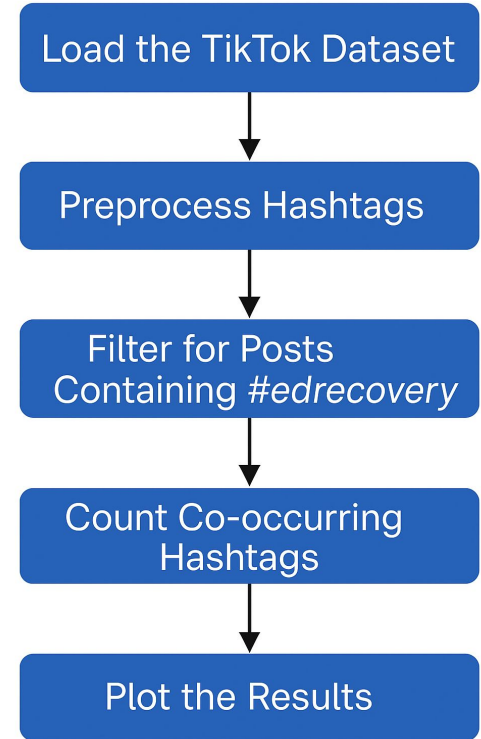 Load the TikTok Dataset
Preprocess Hashtags
Filter for Posts
Containing #edrecovery
Count Co-occurring
Hashtags
Plot the Results